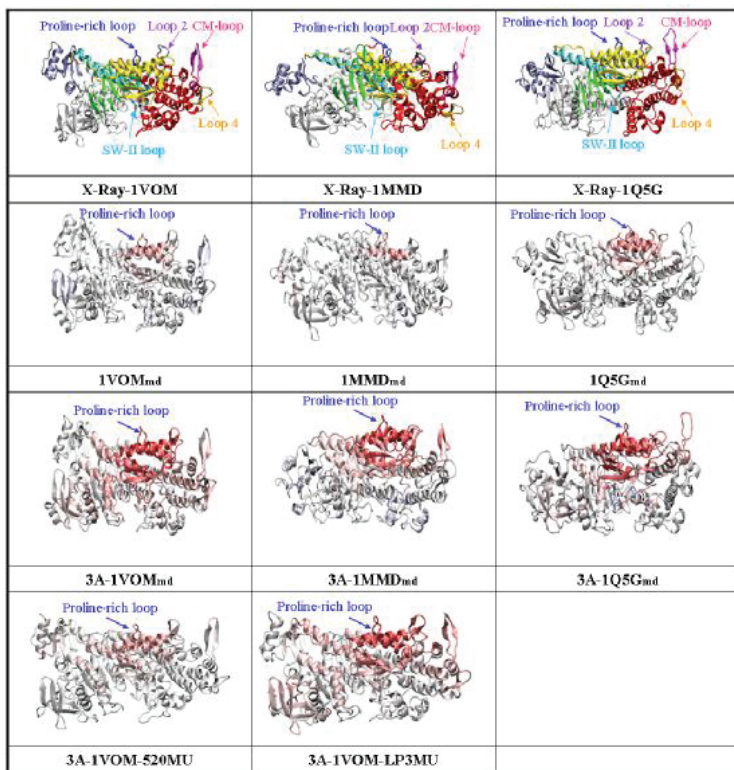 Proline-rich loop Loop 2 CM-loop
SW-II loop Loop 4
Proline-rich loop Loop 2 CM-loop
SW-II loop Loop 4
Proline-rich loop Loop 2 CM-loop
SW-II loop Loop 4
X-Ray-1VOM X-Ray-1MMD X-Ray-1Q5G
Proline-rich loop Proline-rich loop Proline-rich loop
1VOMmd 1MMDmd 1Q5Gmd
Proline-rich loop Proline-rich loop Proline-rich loop
3A-1VOMmd 3A-1MMDmd 3A-1Q5Gmd
Proline-rich loop Proline-rich loop
3A-1VOM-520MU 3A-1VOM-LP3MU